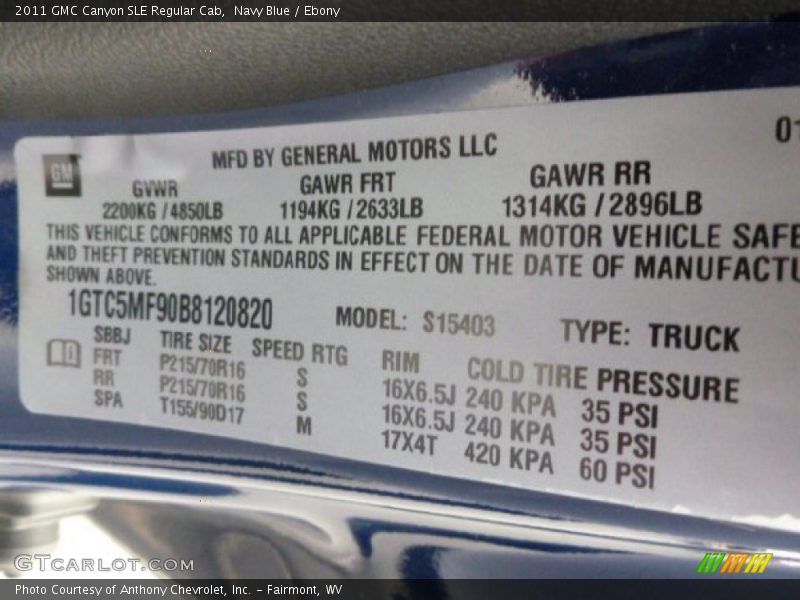 2011 GMC Canyon SLE Regular Cab,  Navy Blue / Ebony
MFD BY GENERAL MOTORS LLC 01
GM
GVWR GAWR FRT GAWR RR
2200KG / 4850LB 1194KG / 2633LB 1314KG / 2896LB
THIS VEHICLE CONFORMS TO ALL APPLICABLE FEDERAL MOTOR VEHICLE SAFE
AND THEFT PREVENTION STANDARDS IN EFFECT ON THE DATE OF MANUFACTU
SHOWN ABOVE.
1GTC5MF90B8120820 MODEL: S15403 TYPE: TRUCK
SBBJ TIRE SIZE SPEED RTG RIM COLD TIRE PRESSURE
FRT P215/70R16 S 16X6.5J 240 KPA 35 PSI
RR P215/70R16 S 16X6.5J 240 KPA 35 PSI
SPA T155/90D17 M 17X4T 420 KPA 60 PSI
GTCARLOT.COM
Photo Courtesy of Anthony Chevrolet, Inc. – Fairmont, WV